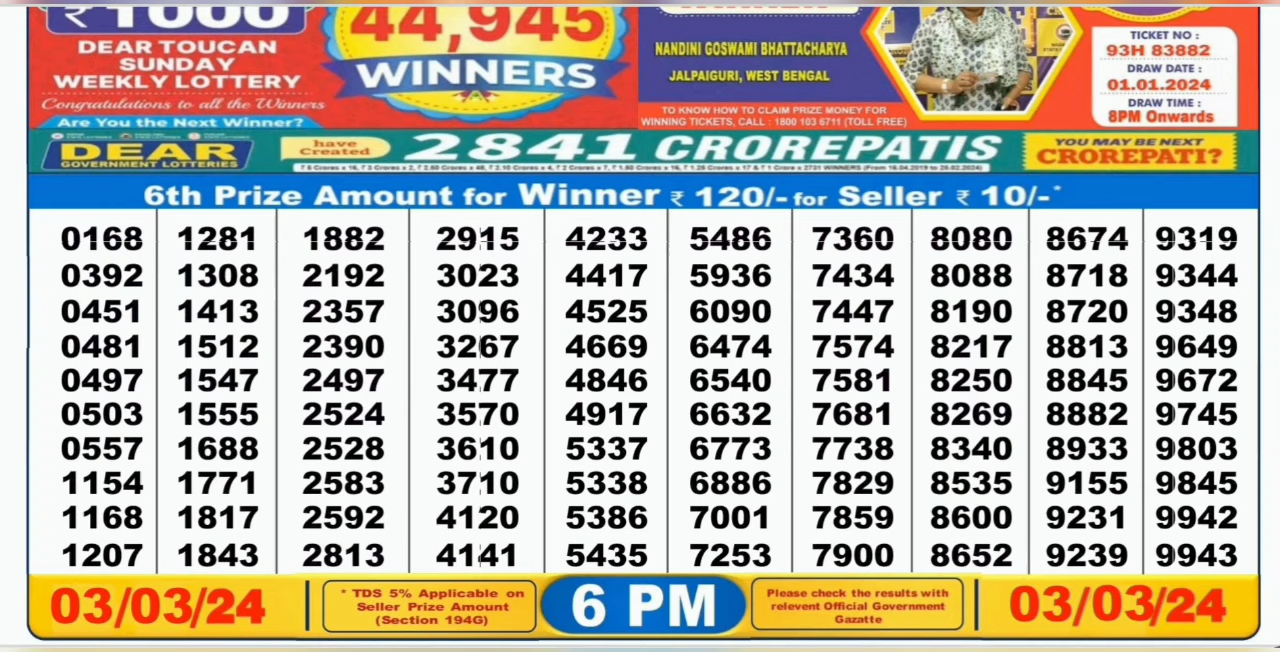 ₹1000
DEAR TOUCAN
SUNDAY
WEEKLY LOTTERY
Congratulations to all the Winners
Are You the Next Winner?
44,945
WINNERS
NANDINI GOSWAMI BHATTACHARYA
JALPAIGURI, WEST BENGAL
TO KNOW HOW TO CLAIM PRIZE MONEY FOR
WINNING TICKETS, CALL : 1800 103 6711 (TOLL FREE)
TICKET NO :
93H 83882
DRAW DATE :
01.01.2024
DRAW TIME :
8PM Onwards
DEAR
GOVERNMENT LOTTERIES
have
Created
2841 CROREPATIS
YOU MAY BE NEXT
CROREPATI?
6th Prize Amount for Winner ₹ 120/- for Seller ₹ 10/-*
0168 1281 1882 2915 4233 5486 7360 8080 8674 9319
0392 1308 2192 3023 4417 5936 7434 8088 8718 9344
0451 1413 2357 3096 4525 6090 7447 8190 8720 9348
0481 1512 2390 3267 4669 6474 7574 8217 8813 9649
0497 1547 2497 3477 4846 6540 7581 8250 8845 9672
0503 1555 2524 3570 4917 6632 7681 8269 8882 9745
0557 1688 2528 3610 5337 6773 7738 8340 8933 9803
1154 1771 2583 3710 5338 6886 7829 8535 9155 9845
1168 1817 2592 4120 5386 7001 7859 8600 9231 9942
1207 1843 2813 4141 5435 7253 7900 8652 9239 9943
03/03/24
* TDS 5% Applicable on
Seller Prize Amount
(Section 194G)
6 PM
Please check the results with
relevent Official Government
Gazatte
03/03/24